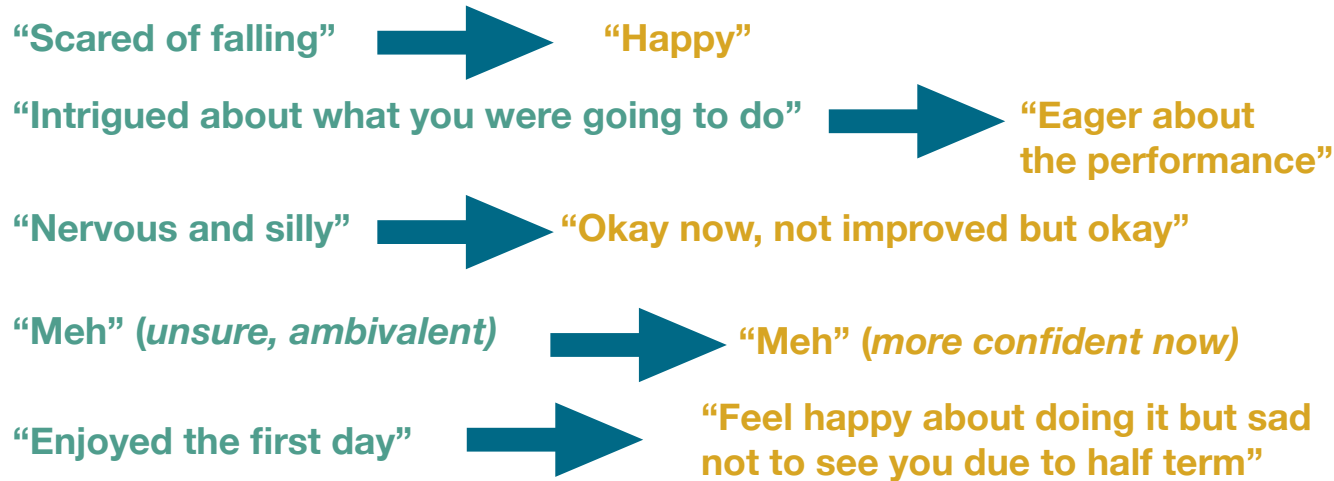 “Scared of falling” “Happy”
“Intrigued about what you were going to do” “Eager about
the performance”
“Nervous and silly” “Okay now, not improved but okay”
“Meh” (unsure, ambivalent) “Meh” (more confident now)
“Enjoyed the first day” “Feel happy about doing it but sad
not to see you due to half term”